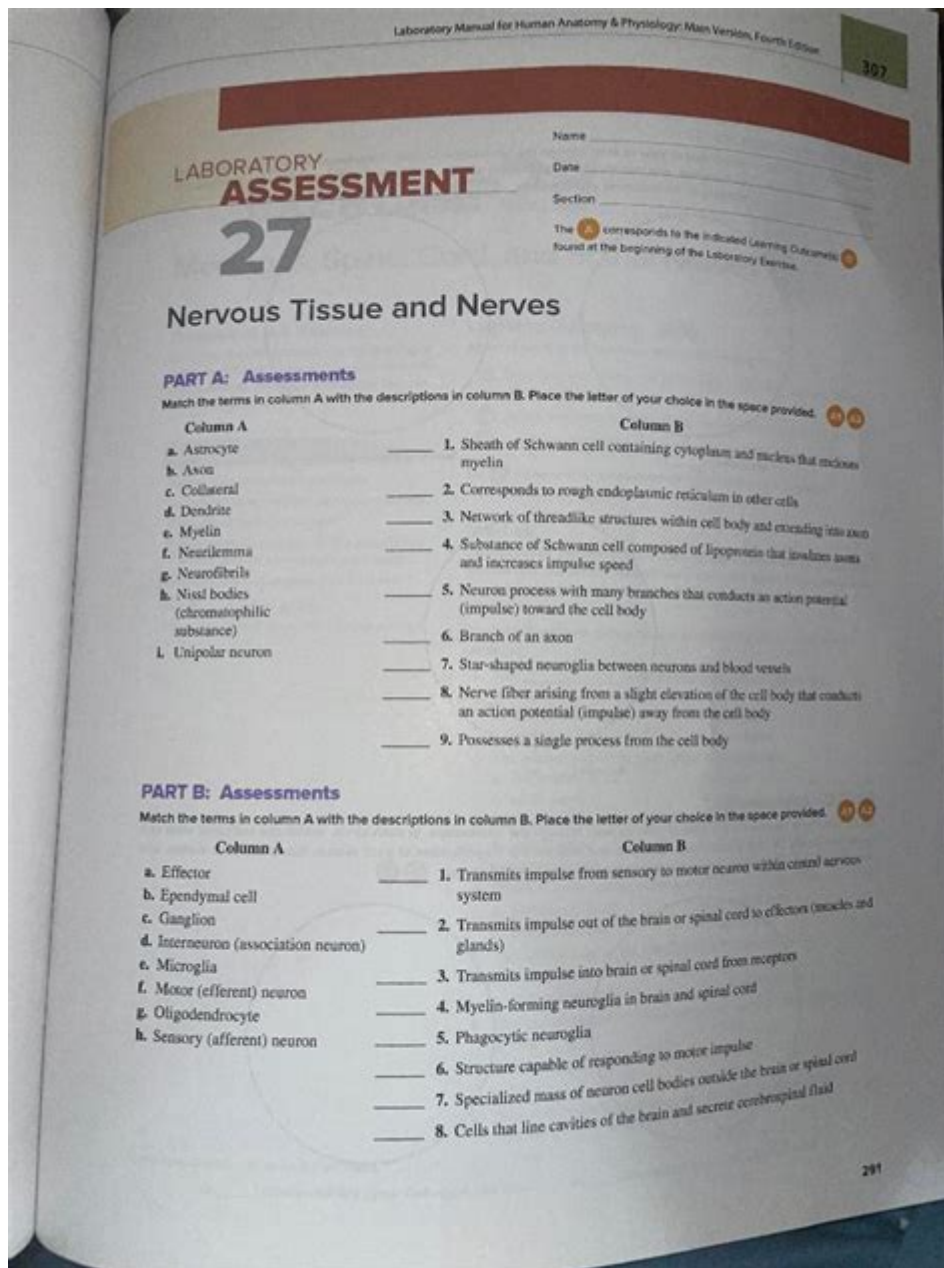 Laboratory Manual for Human Anatomy & Physiology: Main Version, Fourth Edition
307
Name
Date
Section
LABORATORY
ASSESSMENT
27
The A corresponds to the indicated Learning Outcome(s)
found at the beginning of the Laboratory Exercise.
Nervous Tissue and Nerves
PART A: Assessments
Match the terms in column A with the descriptions in column B. Place the letter of your choice in the space provided.
Column A
a. Astrocyte
b. Axon
c. Collateral
d. Dendrite
e. Myelin
f. Neurilemma
g. Neurofibrils
h. Nissl bodies
(chromatophilic
substance)
i. Unipolar neuron
Column B
1. Sheath of Schwann cell containing cytoplasm and nucleus that encloses
myelin
2. Corresponds to rough endoplasmic reticulum in other cells
3. Network of threadlike structures within cell body and extending into axon
4. Substance of Schwann cell composed of lipoprotein that insulates axons
and increases impulse speed
5. Neuron process with many branches that conducts an action potential
(impulse) toward the cell body
6. Branch of an axon
7. Star-shaped neuroglia between neurons and blood vessels
8. Nerve fiber arising from a slight elevation of the cell body that conducts
an action potential (impulse) away from the cell body
9. Possesses a single process from the cell body
PART B: Assessments
Match the terms in column A with the descriptions in column B. Place the letter of your choice in the space provided.
Column A
a. Effector
b. Ependymal cell
c. Ganglion
d. Interneuron (association neuron)
e. Microglia
f. Motor (efferent) neuron
g. Oligodendrocyte
h. Sensory (afferent) neuron
Column B
1. Transmits impulse from sensory to motor neuron within central nervous
system
2. Transmits impulse out of the brain or spinal cord to effectors (muscles and
glands)
3. Transmits impulse into brain or spinal cord from receptors
4. Myelin-forming neuroglia in brain and spinal cord
5. Phagocytic neuroglia
6. Structure capable of responding to motor impulse
7. Specialized mass of neuron cell bodies outside the brain or spinal cord
8. Cells that line cavities of the brain and secrete cerebrospinal fluid
291